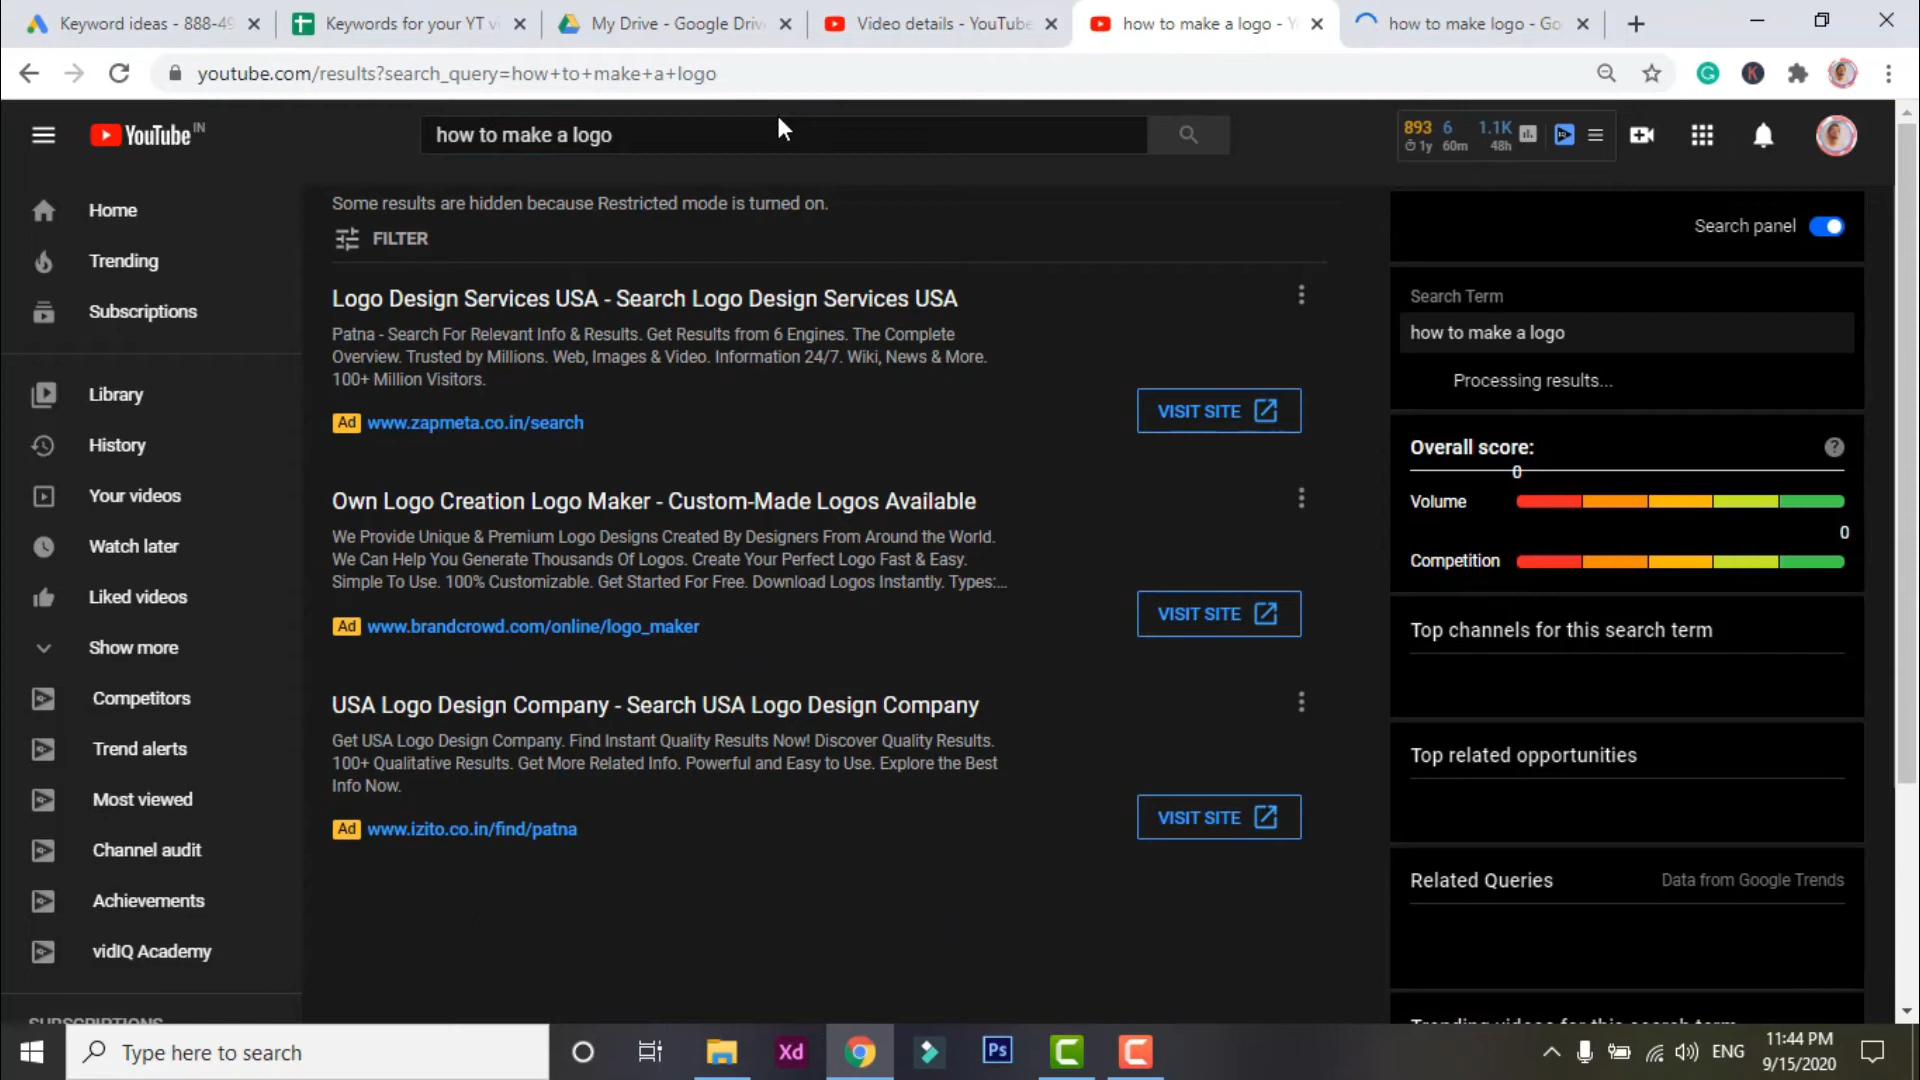 Keyword ideas - 888-49
Keywords for your YT vi
My Drive - Google Drive
Video details - YouTube
how to make a logo - Y
how to make logo - Go
youtube.com/results?search_query=how+to+make+a+logo
YouTube IN
how to make a logo
893 6 1.1K
1y 60m 48h
Home
Trending
Subscriptions
Library
History
Your videos
Watch later
Liked videos
Show more
Competitors
Trend alerts
Most viewed
Channel audit
Achievements
vidIQ Academy
SUBSCRIPTIONS
Some results are hidden because Restricted mode is turned on.
FILTER
Logo Design Services USA - Search Logo Design Services USA
Patna - Search For Relevant Info & Results. Get Results from 6 Engines. The Complete
Overview. Trusted by Millions. Web, Images & Video. Information 24/7. Wiki, News & More.
100+ Million Visitors.
Ad www.zapmeta.co.in/search
VISIT SITE
Own Logo Creation Logo Maker - Custom-Made Logos Available
We Provide Unique & Premium Logo Designs Created By Designers From Around the World.
We Can Help You Generate Thousands Of Logos. Create Your Perfect Logo Fast & Easy.
Simple To Use. 100% Customizable. Get Started For Free. Download Logos Instantly. Types:...
Ad www.brandcrowd.com/online/logo_maker
VISIT SITE
USA Logo Design Company - Search USA Logo Design Company
Get USA Logo Design Company. Find Instant Quality Results Now! Discover Quality Results.
100+ Qualitative Results. Get More Related Info. Powerful and Easy to Use. Explore the Best
Info Now.
Ad www.izito.co.in/find/patna
VISIT SITE
Search panel
Search Term
how to make a logo
Processing results...
Overall score:
?
0
Volume
0
Competition
Top channels for this search term
Top related opportunities
Related Queries
Data from Google Trends
Trending videos for this search term
Type here to search
Xd
Ps
ENG
11:44 PM
9/15/2020